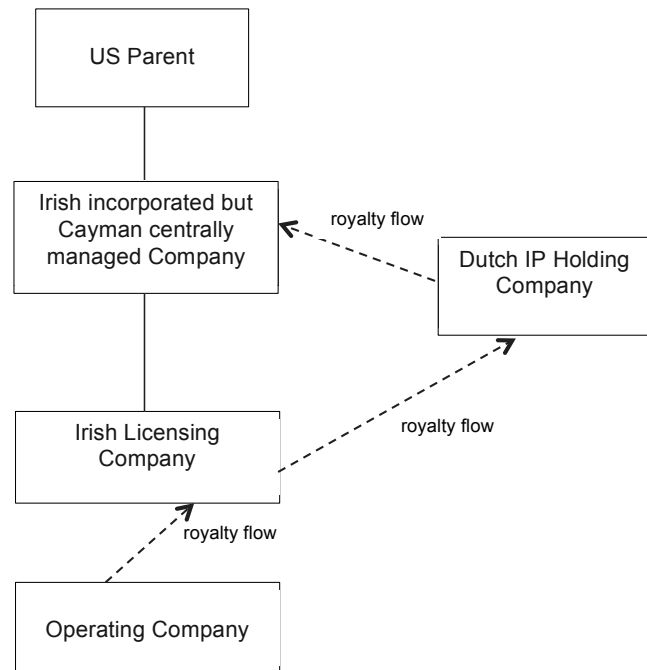 US Parent
Irish incorporated but
Cayman centrally
managed Company
royalty flow
Dutch IP Holding
Company
royalty flow
Irish Licensing
Company
royalty flow
Operating Company